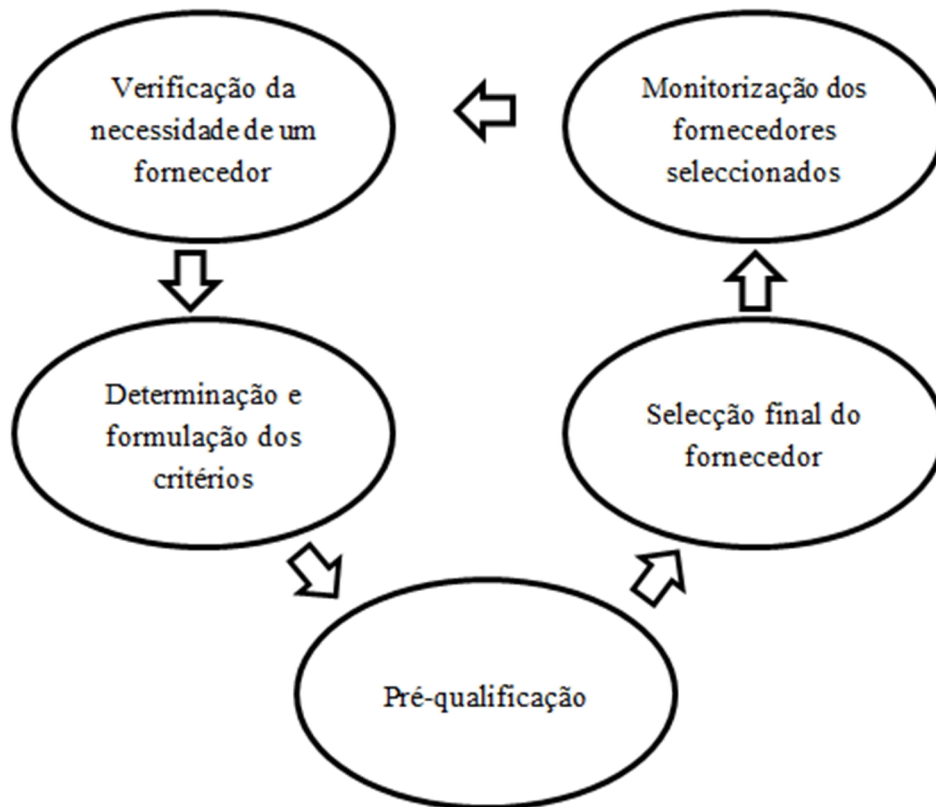 Verificação da
necessidade de um
fornecedor
Determinação e
formulação dos
critérios
Pré-qualificação
Selecção final do
fornecedor
Monitorização dos
fornecedores
seleccionados